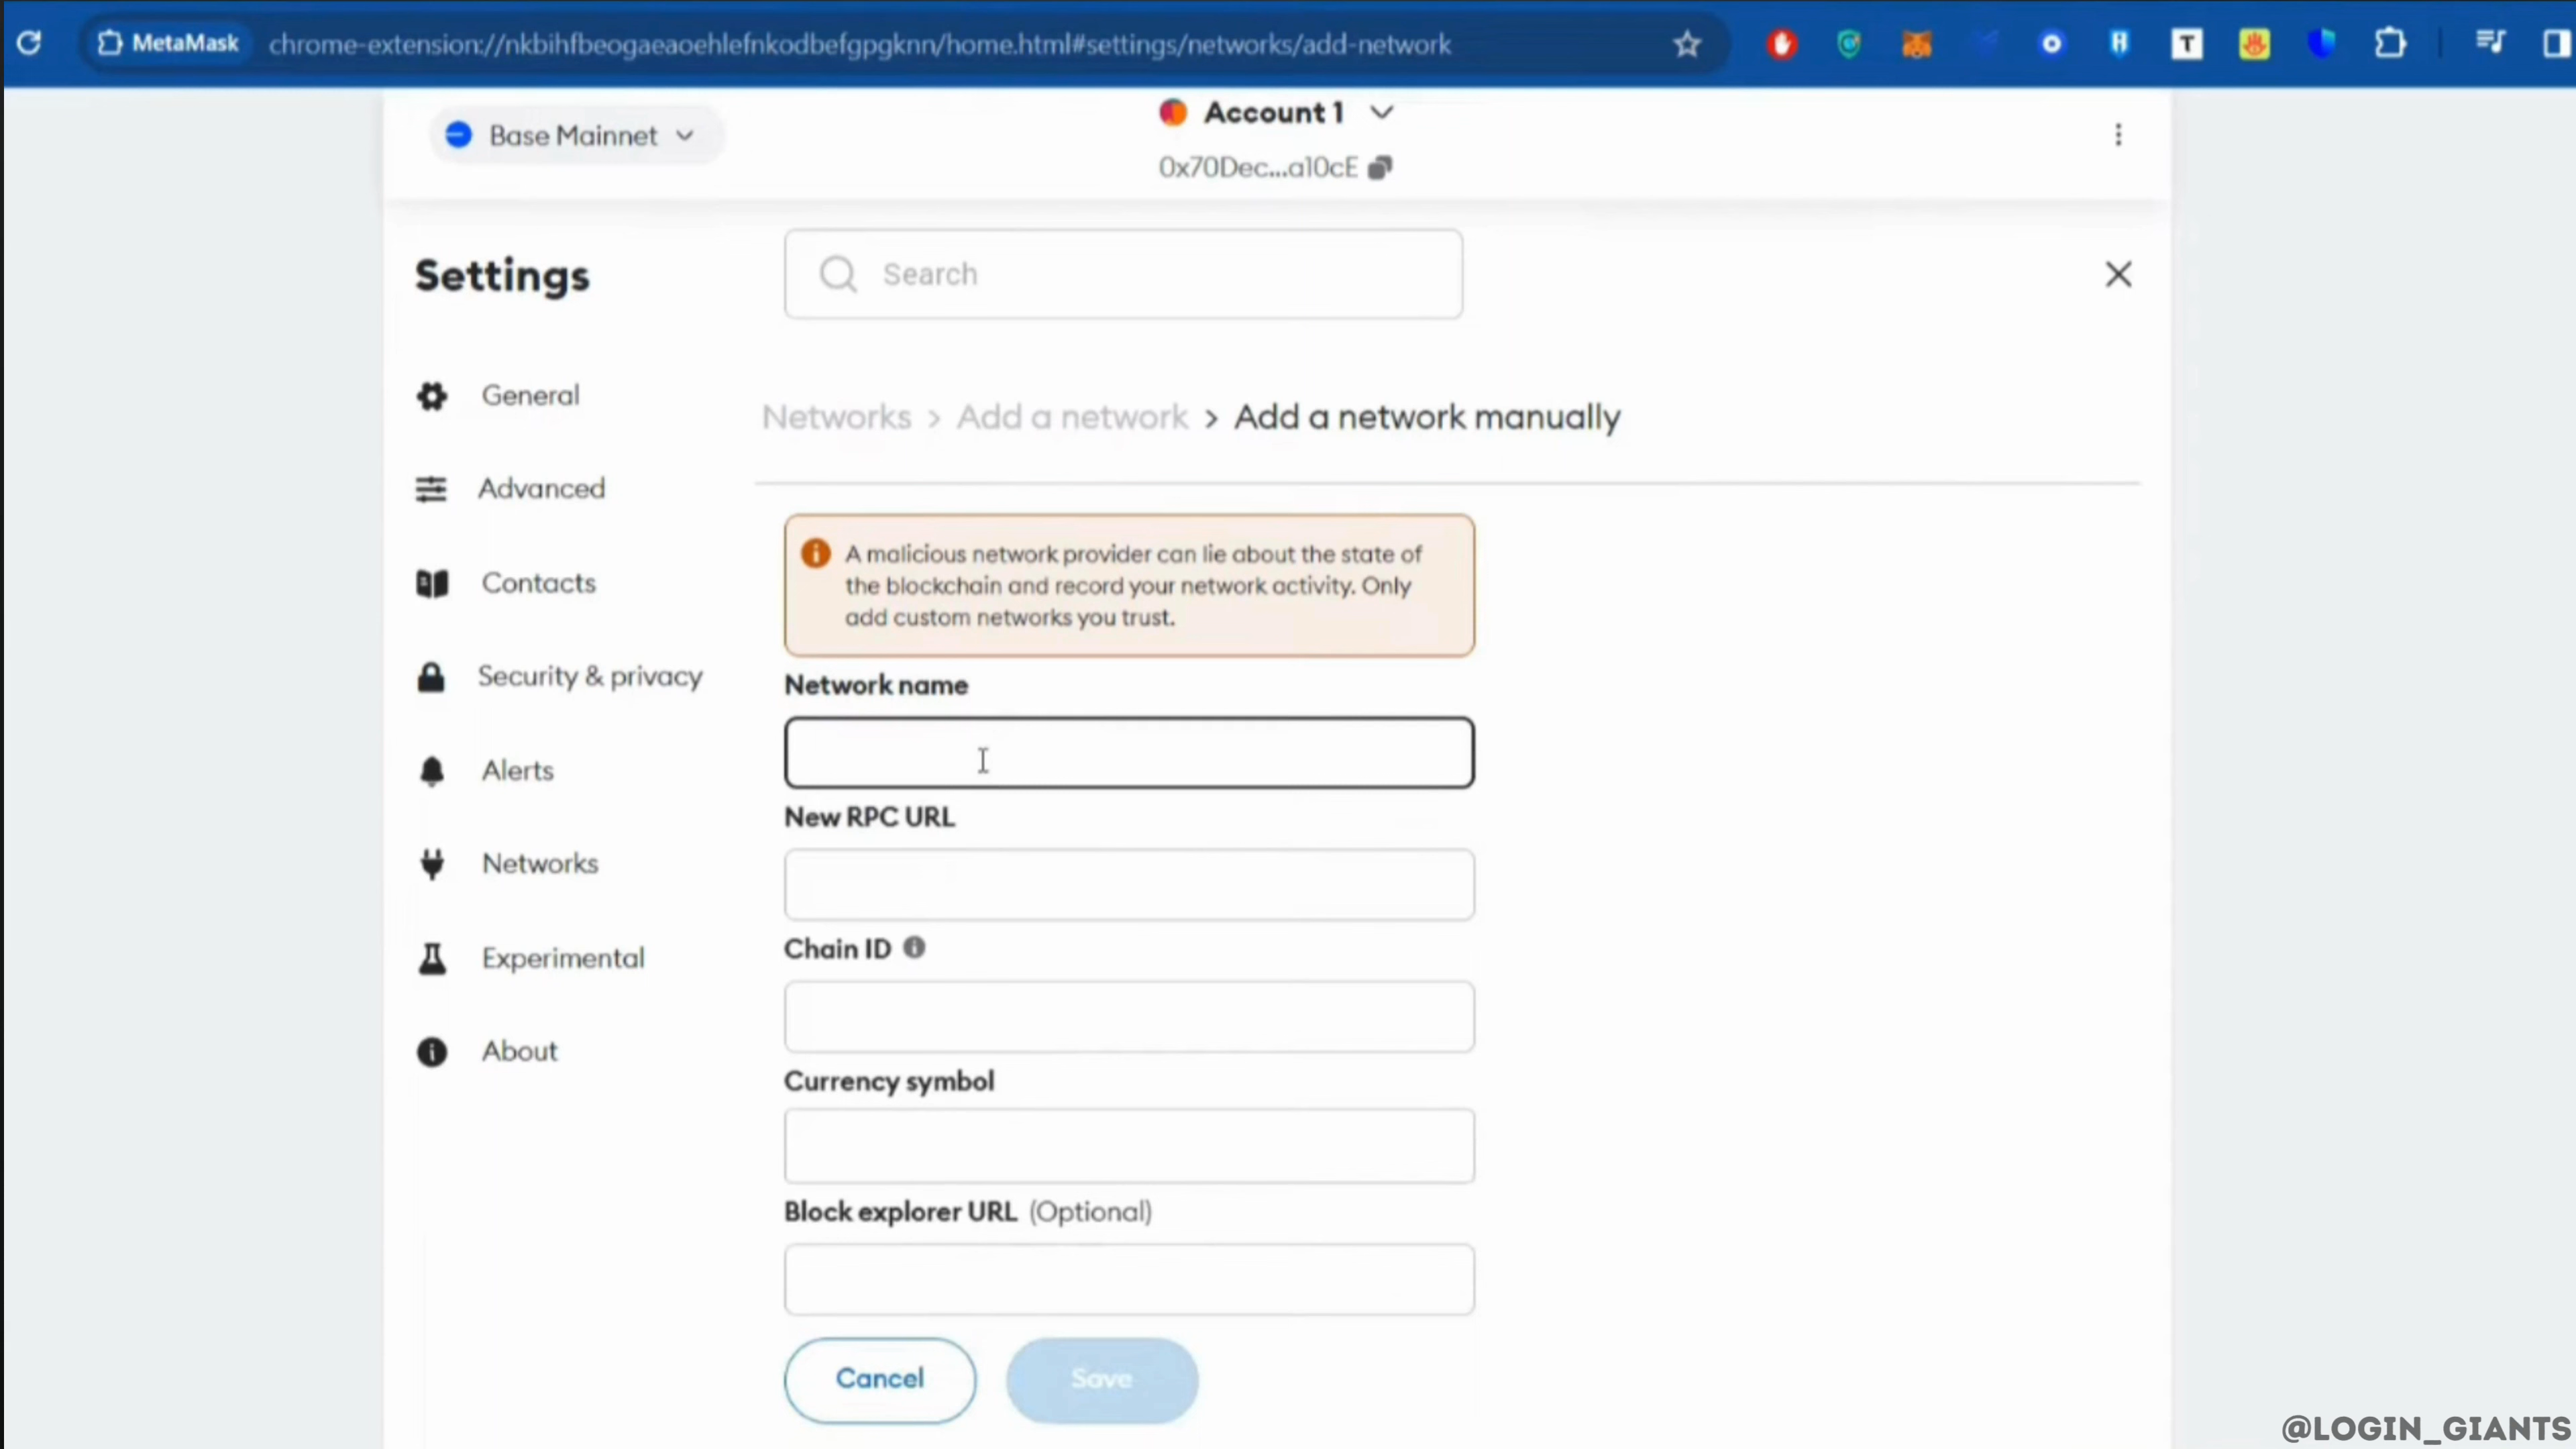 MetaMask chrome-extension://nkbihfbeogaeaoehlefnkodbefgpgknn/home.html#settings/networks/add-network
T
Base Mainnet
Account 1
0x70Dec...a10cE
Settings
Search
General
Advanced
Contacts
Security & privacy
Alerts
Networks
Experimental
About
Networks > Add a network > Add a network manually
A malicious network provider can lie about the state of
the blockchain and record your network activity. Only
add custom networks you trust.
Network name
New RPC URL
Chain ID
Currency symbol
Block explorer URL (Optional)
Cancel
Save
@LOGIN_GIANTS